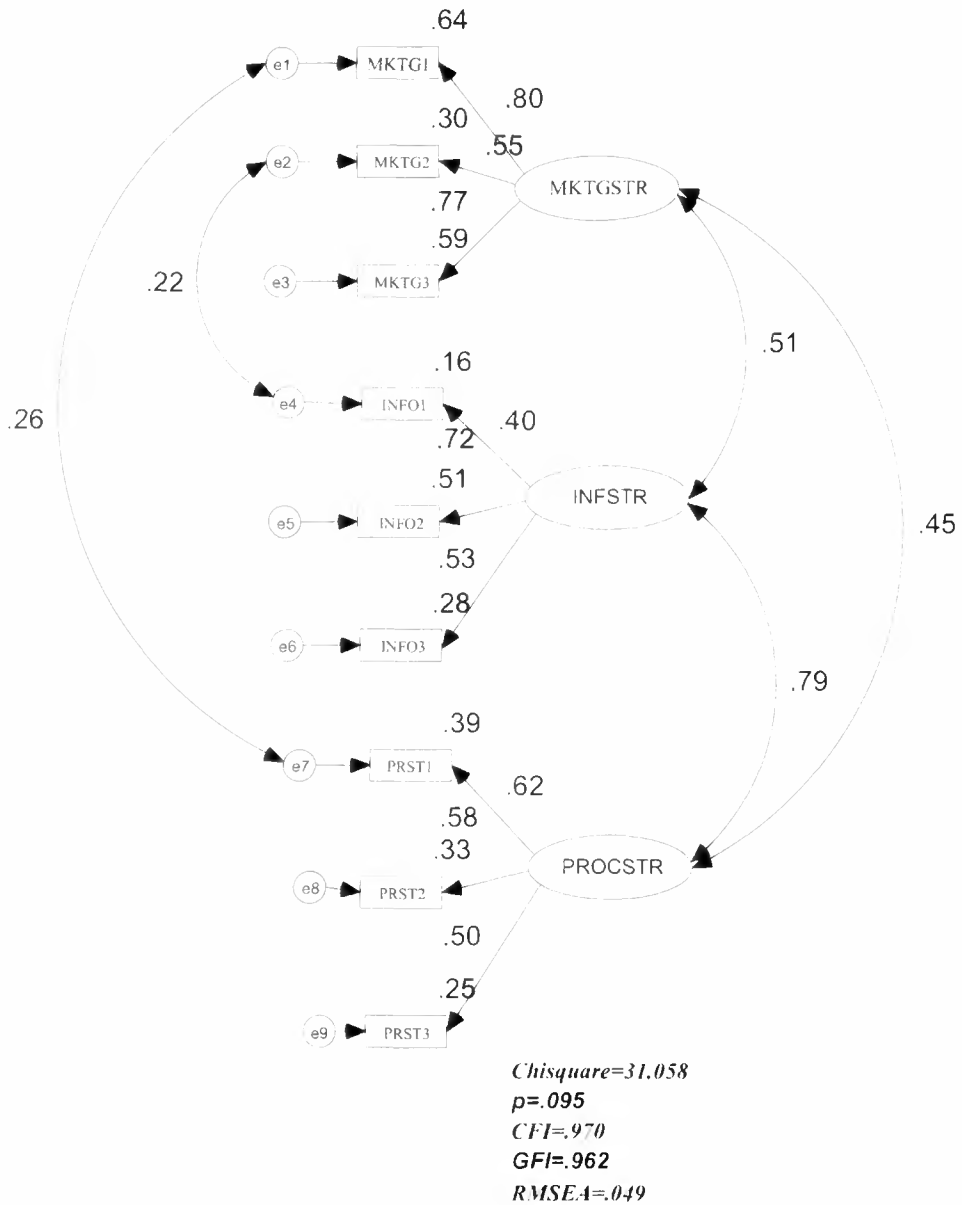 .64
e1 MKTG1
.80
.30
.55
e2 MKTG2
MKTGSTR
.77
.59
e3 MKTG3
.22
.51
.16
e4 INFO1
.40
.26
.72
.51
INFSTR
e5 INFO2
.45
.53
.28
e6 INFO3
.79
.39
e7 PRST1
.62
.58
.33
PROCSTR
e8 PRST2
.50
.25
e9 PRST3
Chisquare=31.058
p=.095
CFI=.970
GFI=.962
RMSEA=.049